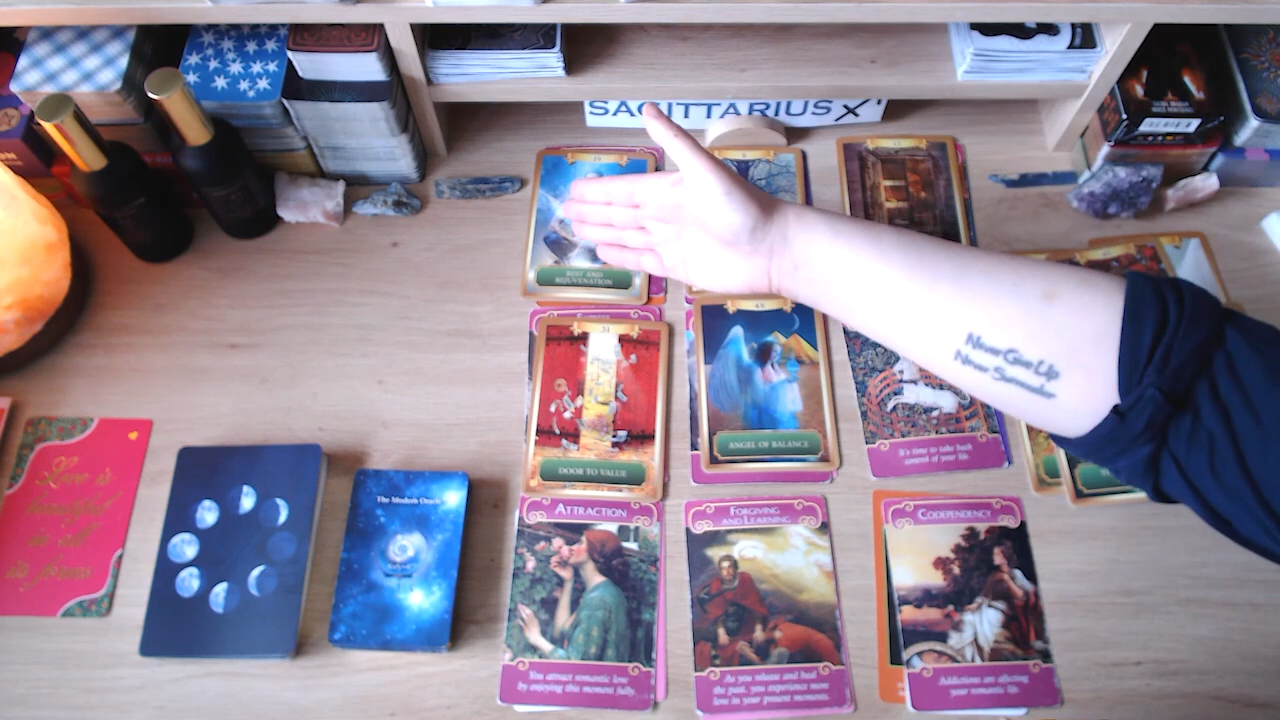 SAGITTARIUS
REST AND
REJUVENATION
31
DOOR TO VALUE
ANGEL OF BALANCE
It's time to take back
control of your life.
Never Give Up
Never Surrender
Love is
beautiful
in all
its forms
The Modern Oracle
ATTRACTION
You attract romantic love
by enjoying this moment fully.
FORGIVING
AND LEARNING
As you release and heal
the past, you experience more
love in your present moments.
CODEPENDENCY
Addictions are affecting
your romantic life.